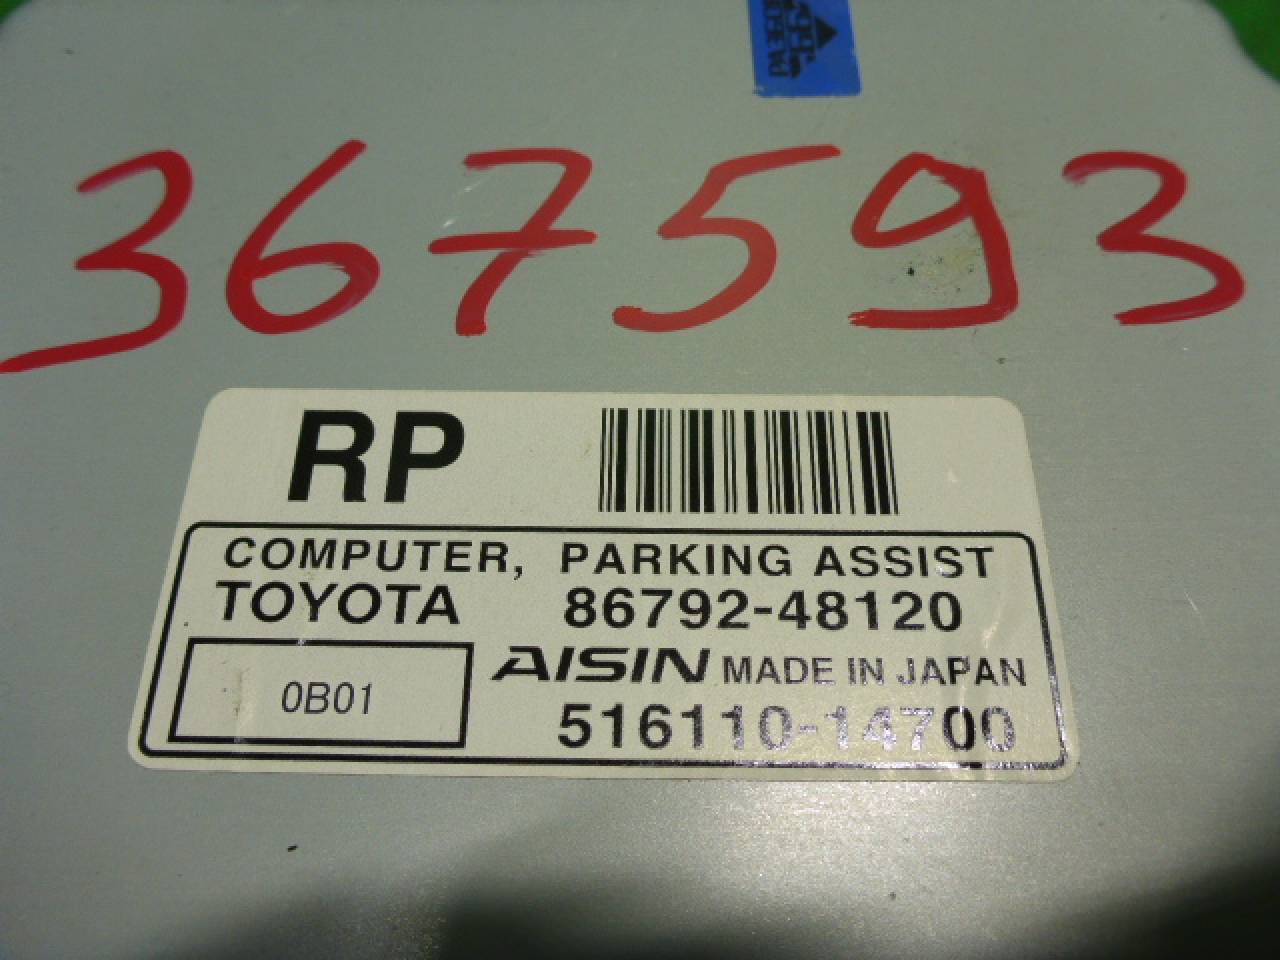 367593
RP
COMPUTER, PARKING ASSIST
TOYOTA 86792-48120
0B01
AISIN MADE IN JAPAN
516110-14700